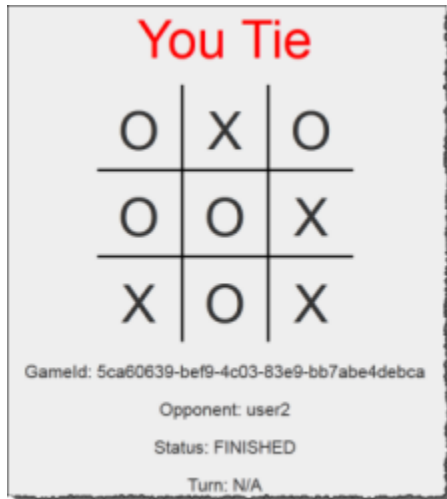 You Tie
O X O
O O X
X O X
GameId: 5ca60639-bef9-4c03-83e9-bb7abe4debca
Opponent: user2
Status: FINISHED
Turn: N/A